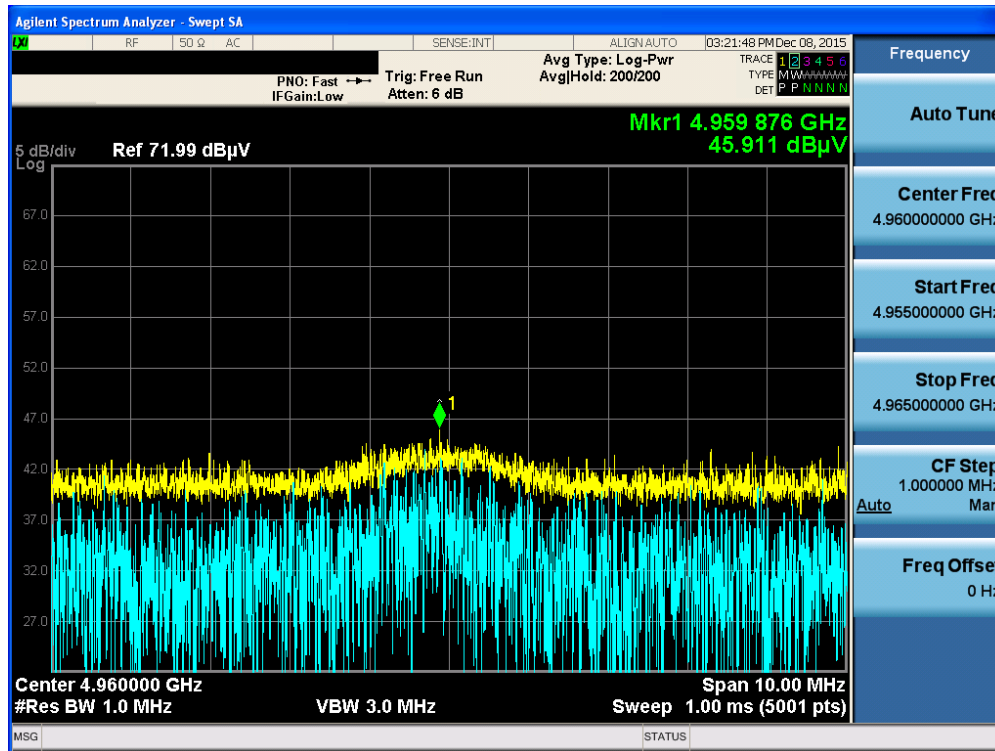 Agilent Spectrum Analyzer - Swept SA
LXI RF 50 Ω AC SENSE:INT ALIGN AUTO 03:21:48 PM Dec 08, 2015
Frequency
PNO: Fast
IFGain:Low
Trig: Free Run
Atten: 6 dB
Avg Type: Log-Pwr
Avg|Hold: 200/200
TRACE 1 2 3 4 5 6
TYPE M W
DET P P N N N N
Mkr1 4.959 876 GHz
45.911 dBµV
5 dB/div Ref 71.99 dBµV
Log
67.0
62.0
57.0
52.0
47.0
42.0
37.0
32.0
27.0
1
Center 4.960000 GHz Span 10.00 MHz
#Res BW 1.0 MHz VBW 3.0 MHz Sweep 1.00 ms (5001 pts)
MSG STATUS
Auto Tune
Center Freq
4.960000000 GHz
Start Freq
4.955000000 GHz
Stop Freq
4.965000000 GHz
CF Step
1.000000 MHz
Auto Man
Freq Offset
0 Hz